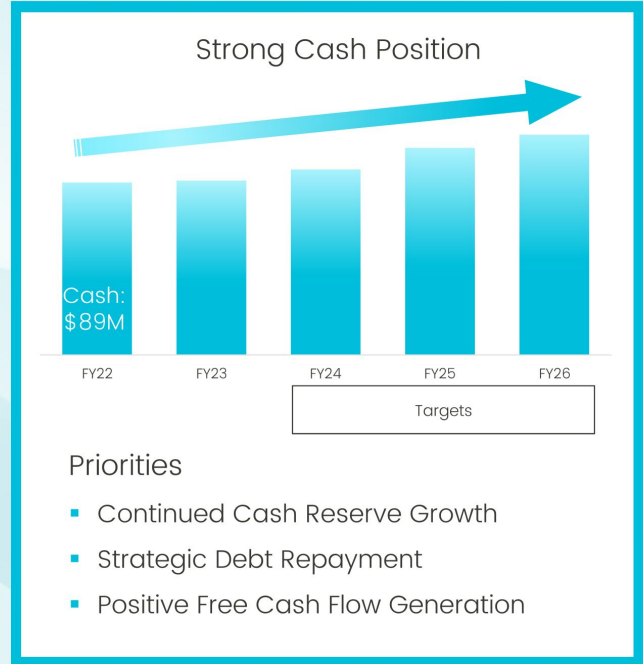 Strong Cash Position
Cash:
$89M
FY22
FY23
FY24
FY25
FY26
Targets
Priorities
Continued Cash Reserve Growth
Strategic Debt Repayment
Positive Free Cash Flow Generation